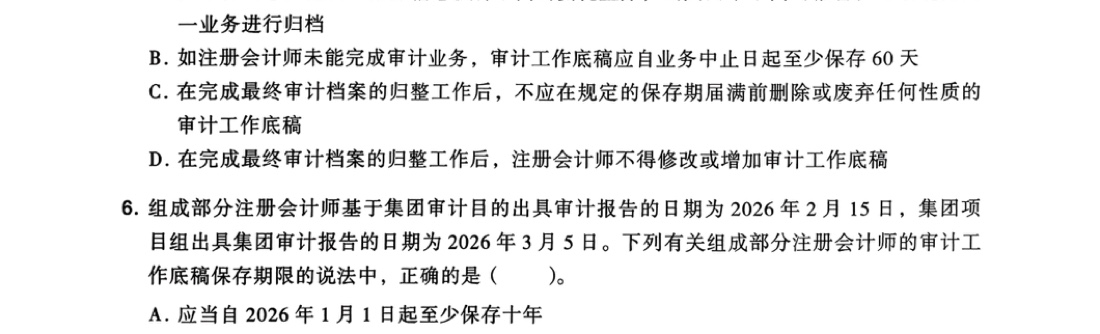 一业务进行归档
B. 如注册会计师未能完成审计业务，审计工作底稿应自业务中止日起至少保存 60 天
C. 在完成最终审计档案的归整工作后，不应在规定的保存期届满前删除或废弃任何性质的
审计工作底稿
D. 在完成最终审计档案的归整工作后，注册会计师不得修改或增加审计工作底稿
6. 组成部分注册会计师基于集团审计目的出具审计报告的日期为 2026 年 2 月 15 日，集团项
目组出具集团审计报告的日期为 2026 年 3 月 5 日。下列有关组成部分注册会计师的审计工
作底稿保存期限的说法中，正确的是（　　）。
A. 应当自 2026 年 1 月 1 日起至少保存十年